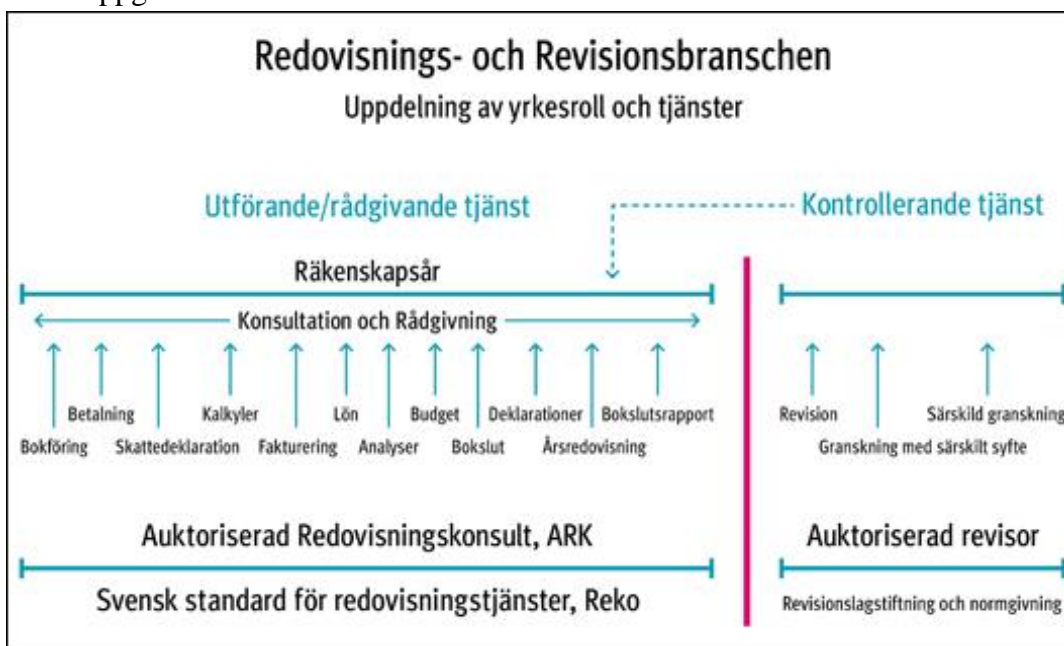 Redovisnings- och Revisionsbranschen
Uppdelning av yrkesroll och tjänster
Utförande/rådgivande tjänst
Kontrollerande tjänst
Räkenskapsår
Konsultation och Rådgivning
Betalning Kalkyler Lön Budget Deklarationer Bokslutsrapport
Bokföring Skattedeklaration Fakturering Analyser Bokslut Årsredovisning
Revision Särskild granskning
Granskning med särskilt syfte
Auktoriserad Redovisningskonsult, ARK
Svensk standard för redovisningstjänster, Reko
Auktoriserad revisor
Revisionslagstiftning och normgivning